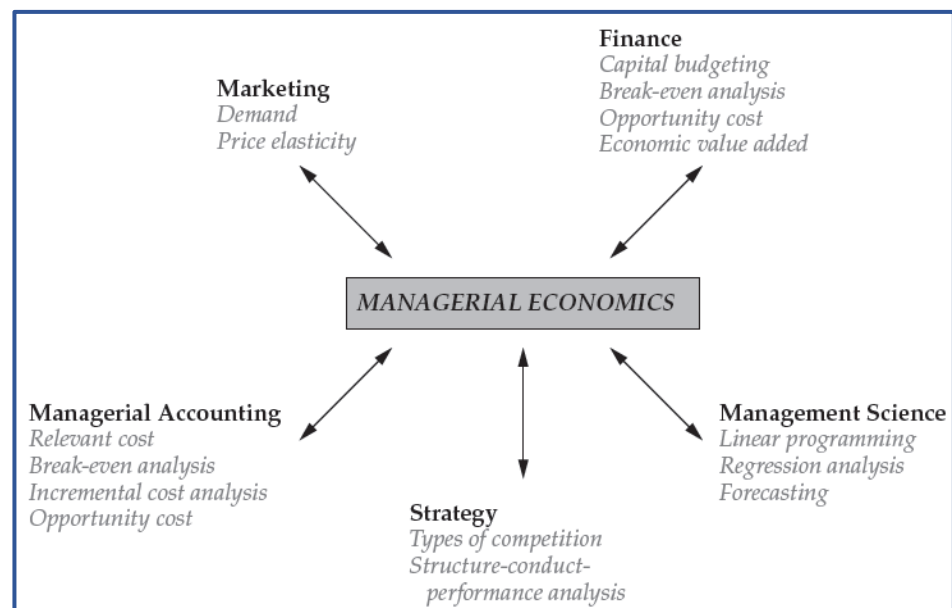 Marketing
Demand
Price elasticity
Finance
Capital budgeting
Break-even analysis
Opportunity cost
Economic value added
MANAGERIAL ECONOMICS
Managerial Accounting
Relevant cost
Break-even analysis
Incremental cost analysis
Opportunity cost
Strategy
Types of competition
Structure-conduct-
performance analysis
Management Science
Linear programming
Regression analysis
Forecasting